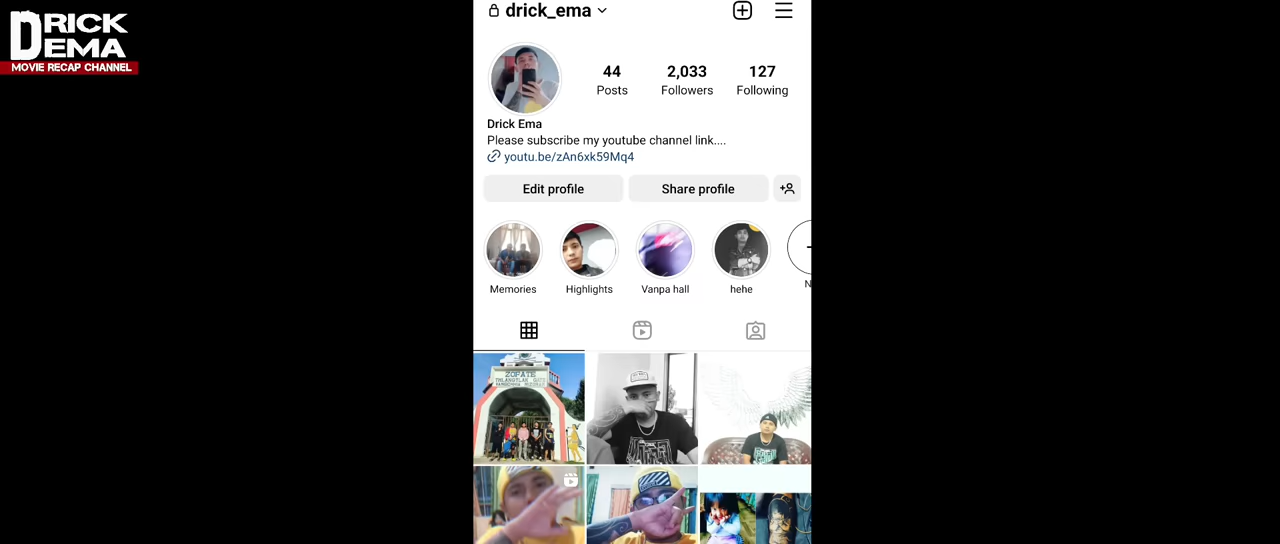 DRICK
EMA
MOVIE RECAP CHANNEL
drick_ema
44
Posts
2,033
Followers
127
Following
Drick Ema
Please subscribe my youtube channel link....
youtu.be/zAn6xk59Mq4
Edit profile
Share profile
Memories
Highlights
Vanpa hall
hehe
N
ZOFATE